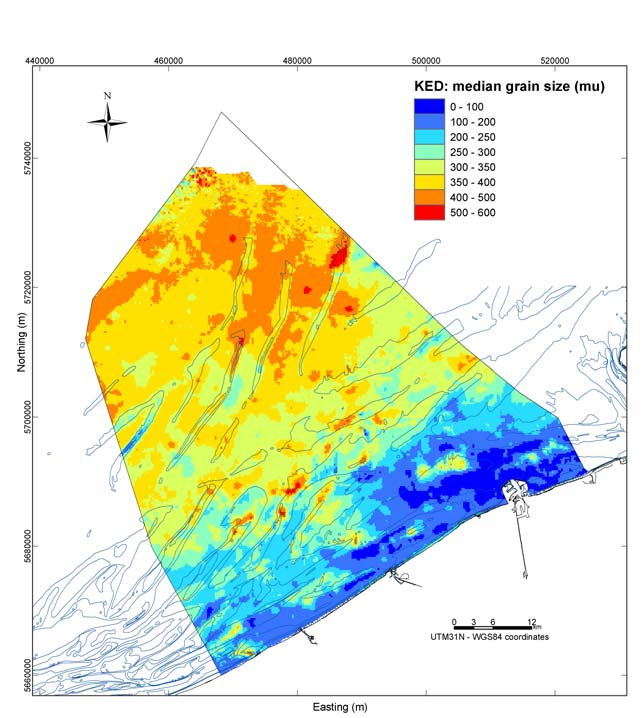 440000 460000 480000 500000 520000
N
KED: median grain size (mu)
0 - 100
100 - 200
200 - 250
250 - 300
300 - 350
350 - 400
400 - 500
500 - 600
5740000
5720000
Northing (m)
5700000
5680000
5660000
0 3 6 12
km
UTM31N - WGS84 coordinates
Easting (m)